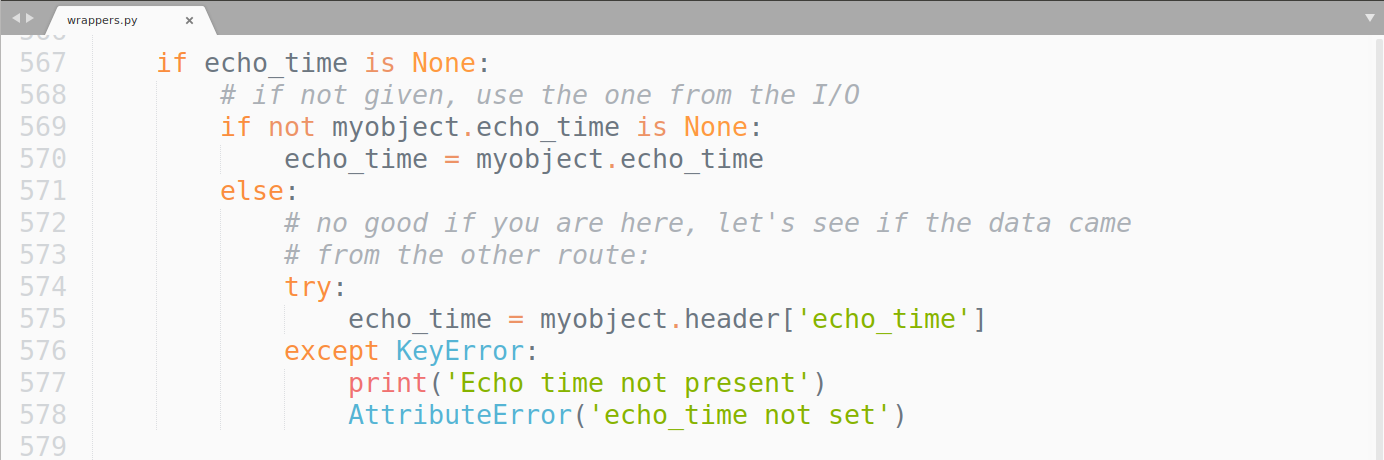 wrappers.py ×
567 if echo_time is None:
568 # if not given, use the one from the I/O
569 if not myobject.echo_time is None:
570 echo_time = myobject.echo_time
571 else:
572 # no good if you are here, let's see if the data came
573 # from the other route:
574 try:
575 echo_time = myobject.header['echo_time']
576 except KeyError:
577 print('Echo time not present')
578 AttributeError('echo_time not set')
579